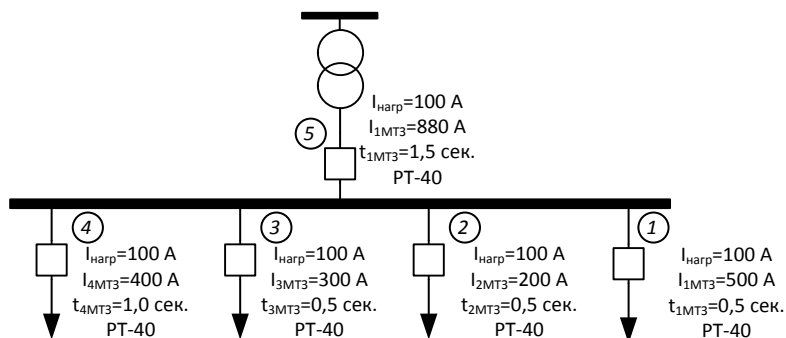 Iнагр=100 А
I1МТЗ=880 А
5
t1МТЗ=1,5 сек.
РТ-40
4
Iнагр=100 А
I4МТЗ=400 А
t4МТЗ=1,0 сек.
РТ-40
3
Iнагр=100 А
I3МТЗ=300 А
t3МТЗ=0,5 сек.
РТ-40
2
Iнагр=100 А
I2МТЗ=200 А
t2МТЗ=0,5 сек.
РТ-40
1
Iнагр=100 А
I1МТЗ=500 А
t1МТЗ=0,5 сек.
РТ-40